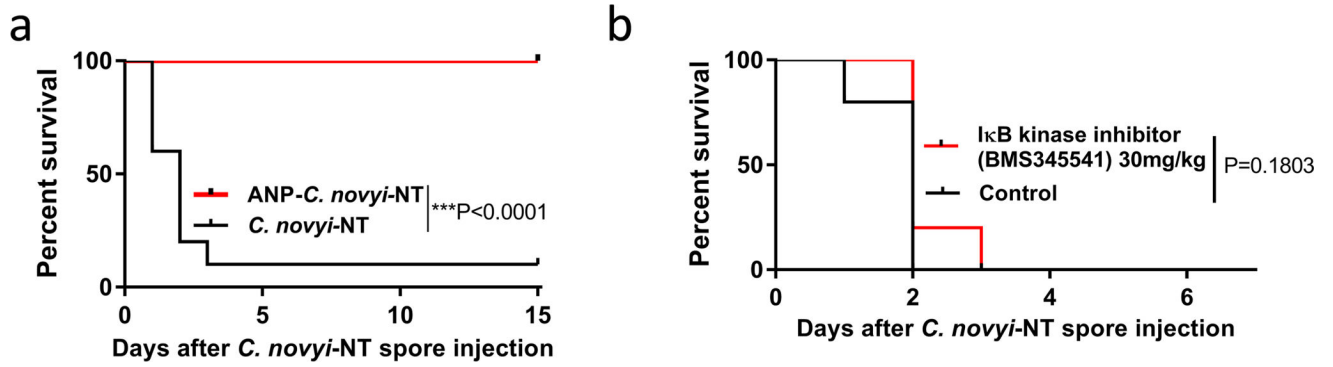 a
100
50
0
Percent survival
ANP-C. novyi-NT
C. novyi-NT
***P<0.0001
0 5 10 15
Days after C. novyi-NT spore injection
b
100
50
0
Percent survival
IκB kinase inhibitor
(BMS345541) 30mg/kg
Control
P=0.1803
0 2 4 6
Days after C. novyi-NT spore injection